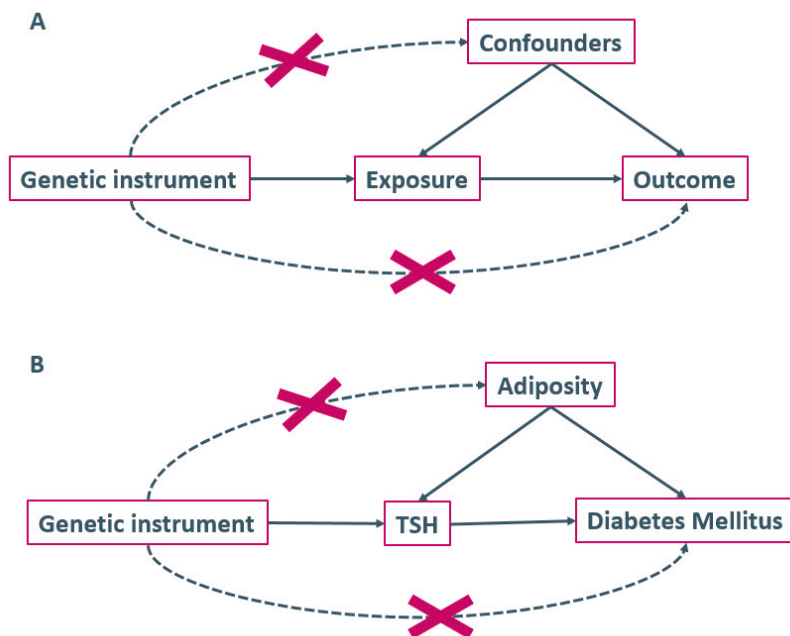 A
Confounders
Genetic instrument
Exposure
Outcome
B
Adiposity
Genetic instrument
TSH
Diabetes Mellitus